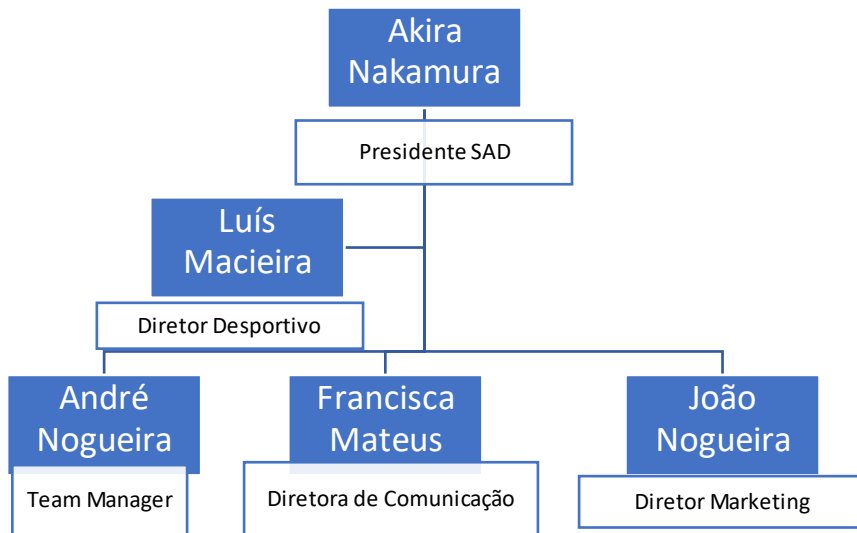 Akira
Nakamura
Presidente SAD
Luís
Macieira
Diretor Desportivo
André
Nogueira
Team Manager
Francisca
Mateus
Diretora de Comunicação
João
Nogueira
Diretor Marketing